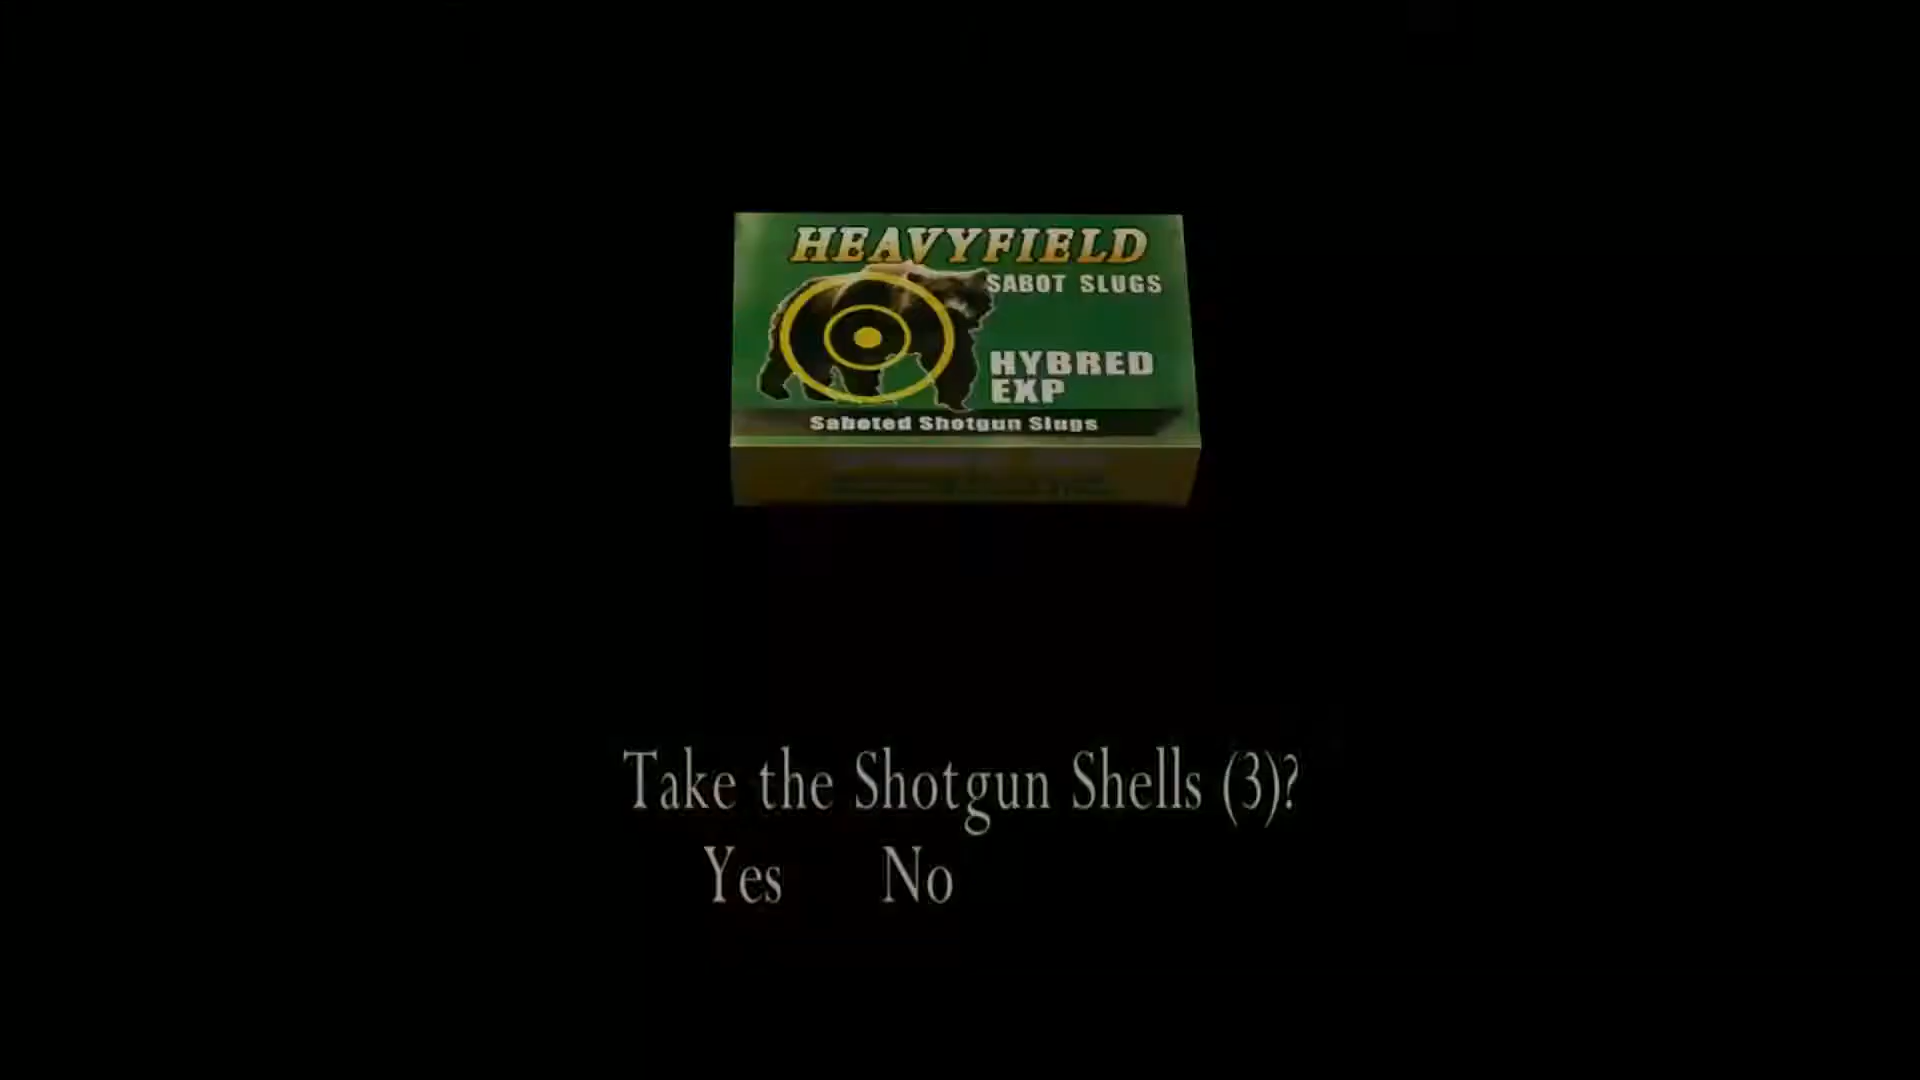 HEAVYFIELD
SABOT SLUGS
HYBRED
EXP
Saboted Shotgun Slugs
Take the Shotgun Shells (3)?
Yes No